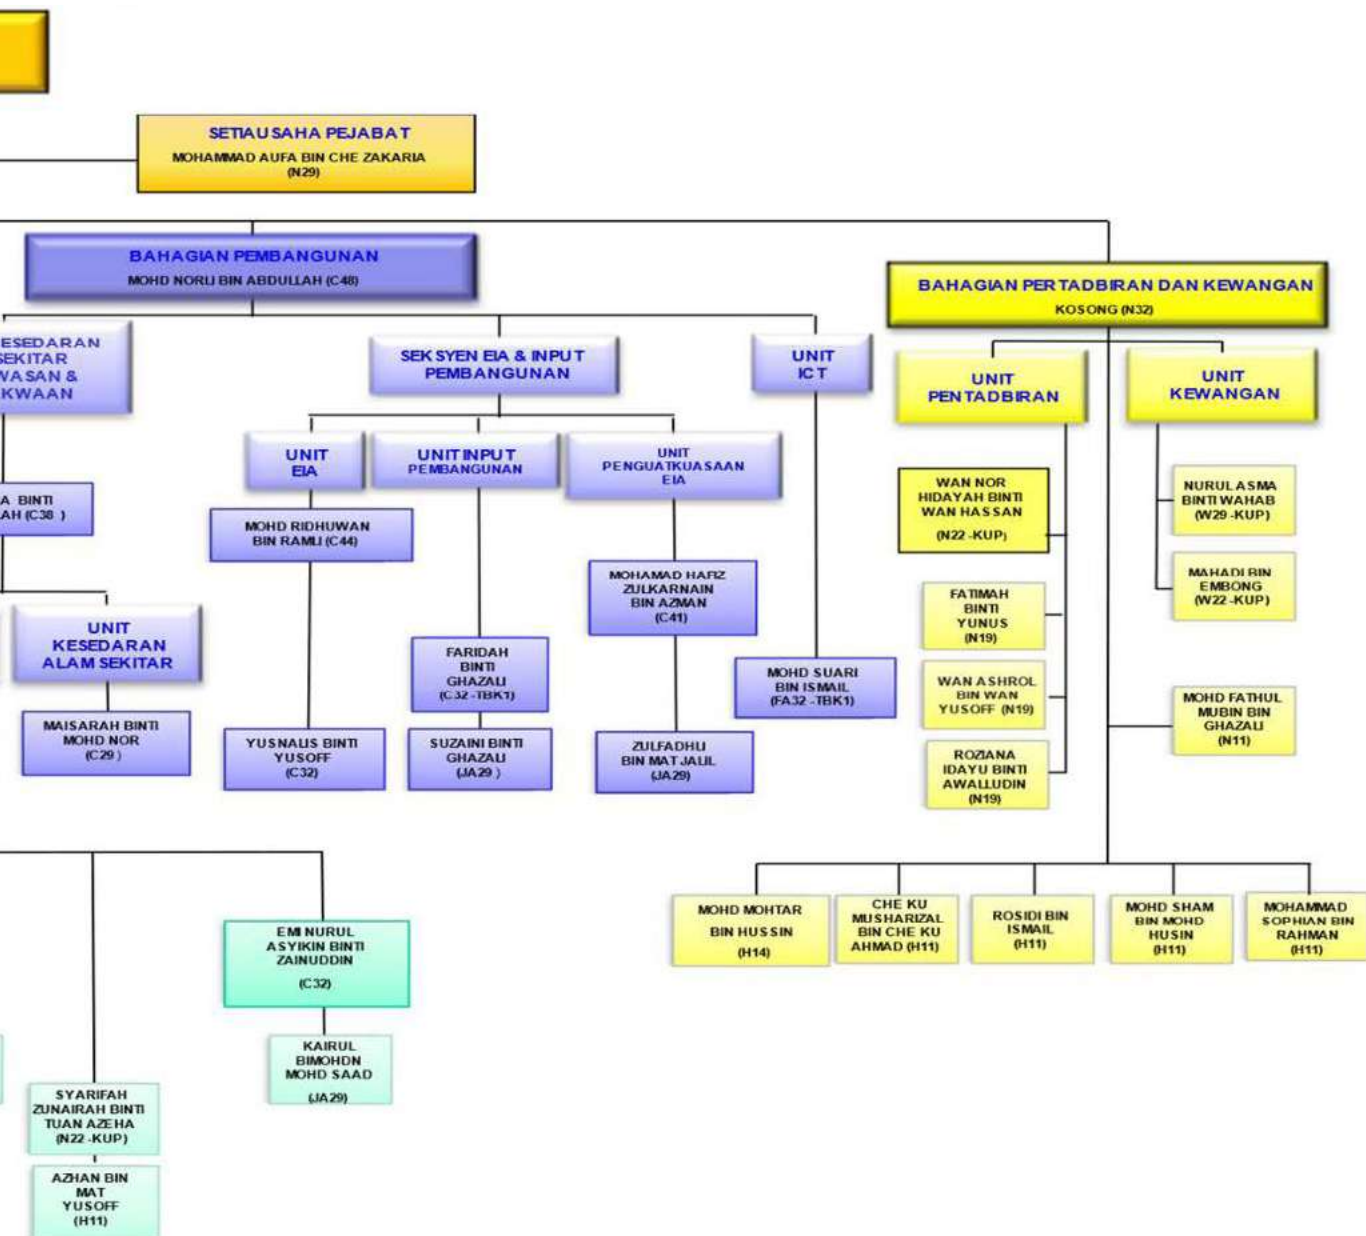 SETIAUSAHA PEJABAT
MOHAMMAD AUFA BIN CHE ZAKARIA
(N29)
BAHAGIAN PEMBANGUNAN
MOHD NORLI BIN ABDULLAH (C48)
BAHAGIAN PERTADBIRAN DAN KEWANGAN
KOSONG (N32)
ESEDARAN
SEKITAR
WASAN &
KWAAN
SEKSYEN EIA & INPUT
PEMBANGUNAN
UNIT
ICT
UNIT
PENTADBIRAN
UNIT
KEWANGAN
UNIT
EIA
UNIT INPUT
PEMBANGUNAN
UNIT
PENGUATKUASAAN
EIA
A BINTI
AH (C38 )
MOHD RIDHUWAN
BIN RAMLI (C44)
MOHAMAD HAFIZ
ZULKARNAIN
BIN AZMAN
(C41)
WAN NOR
HIDAYAH BINTI
WAN HASSAN
(N22 -KUP)
NURUL ASMA
BINTI WAHAB
(W29 -KUP)
MAHADI BIN
EMBONG
(W22 -KUP)
FATIMAH
BINTI
YUNUS
(N19)
UNIT
KESEDARAN
ALAM SEKITAR
FARIDAH
BINTI
GHAZALI
(C32 -TBK1)
MOHD SUARI
BIN ISMAIL
(FA32 -TBK1)
WAN ASHROL
BIN WAN
YUSOFF (N19)
MOHD FATHUL
MUBIN BIN
GHAZALI
(N11)
MAISARAH BINTI
MOHD NOR
(C29 )
YUSNALIS BINTI
YUSOFF
(C32)
SUZAINI BINTI
GHAZALI
(JA29 )
ZULFADHLI
BIN MAT JALIL
(JA29)
ROZIANA
IDAYU BINTI
AWALLUDIN
(N19)
MOHD MOHTAR
BIN HUSSIN
(H14)
CHE KU
MUSHARIZAL
BIN CHE KU
AHMAD (H11)
ROSIDI BIN
ISMAIL
(H11)
MOHD SHAM
BIN MOHD
HUSIN
(H11)
MOHAMMAD
SOPHIAN BIN
RAHMAN
(H11)
EMI NURUL
ASYIKIN BINTI
ZAINUDDIN
(C32)
KAIRUL
BIMOHDN
MOHD SAAD
(JA29)
SYARIFAH
ZUNAIRAH BINTI
TUAN AZEHA
(N22 -KUP)
AZHAN BIN
MAT
YUSOFF
(H11)